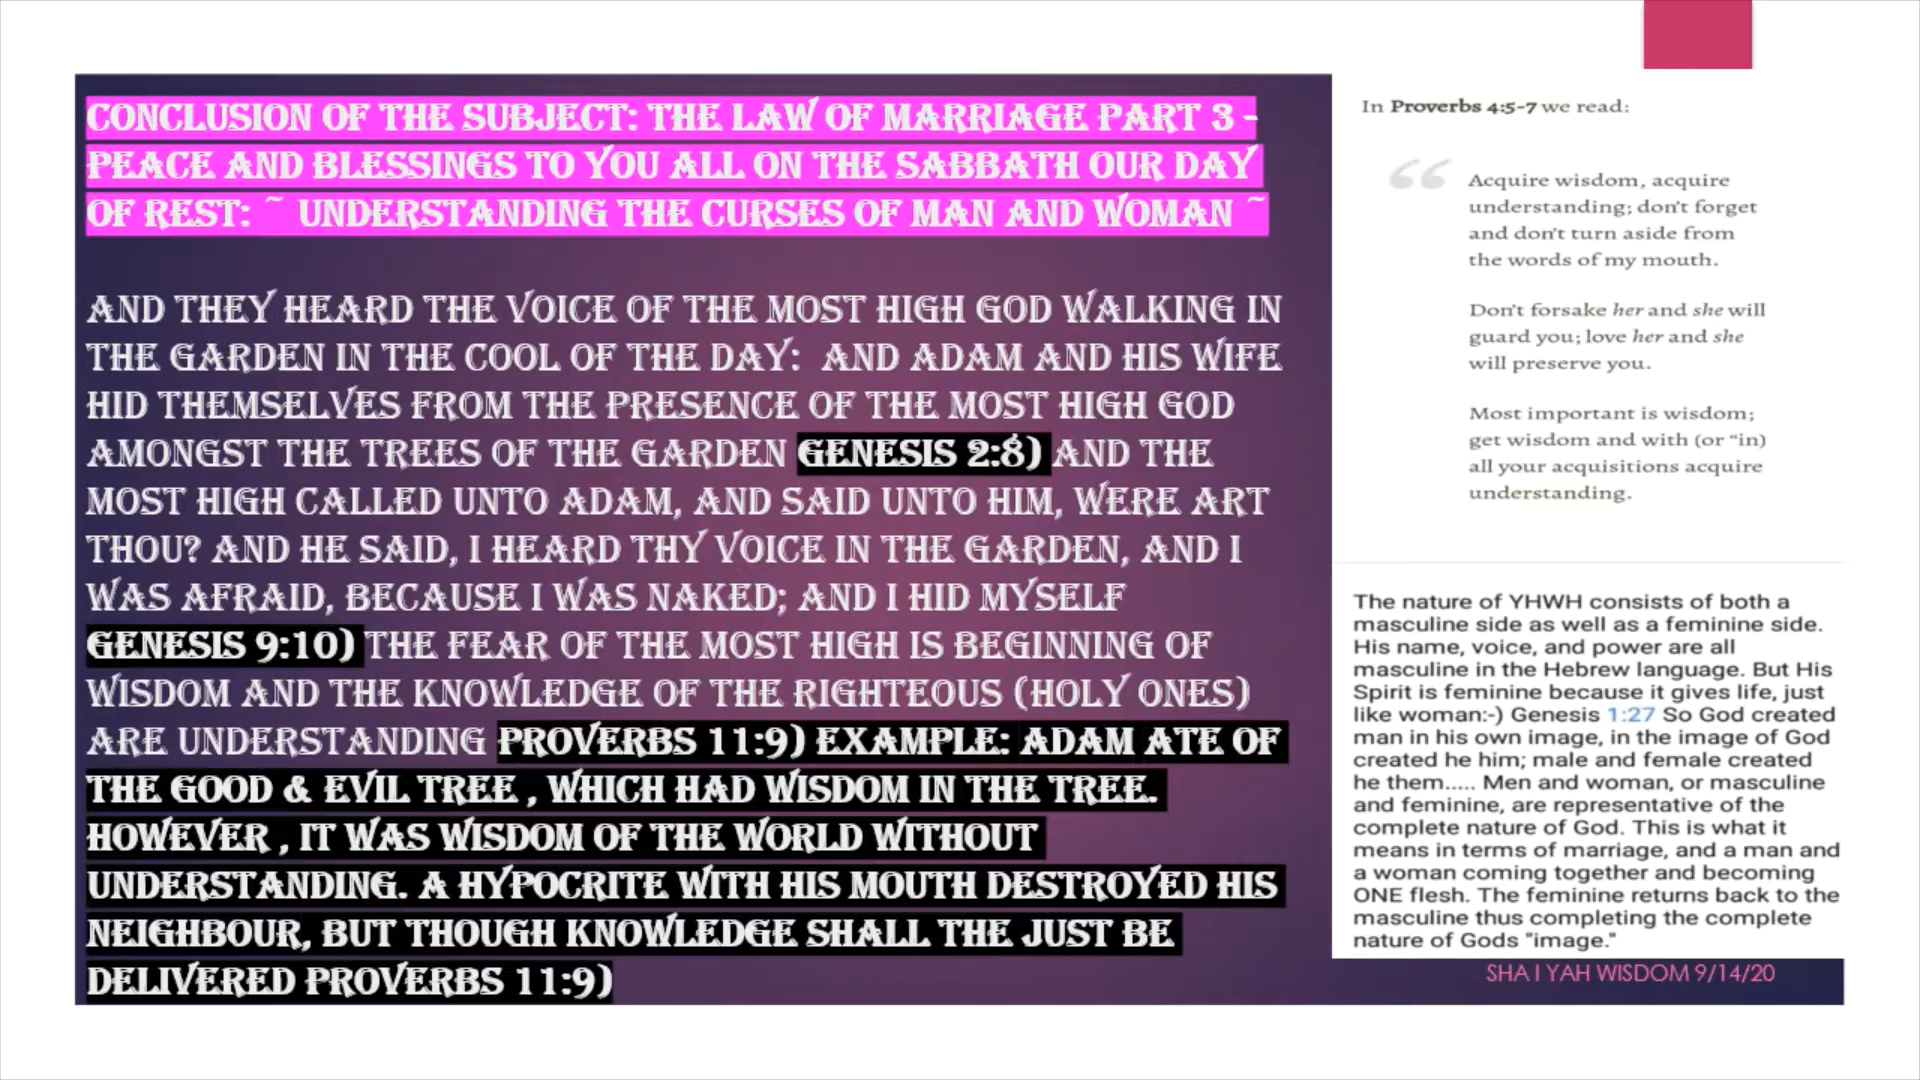 CONCLUSION OF THE SUBJECT: THE LAW OF MARRIAGE PART 3 -
PEACE AND BLESSINGS TO YOU ALL ON THE SABBATH OUR DAY
OF REST: ~ UNDERSTANDING THE CURSES OF MAN AND WOMAN ~
AND THEY HEARD THE VOICE OF THE MOST HIGH GOD WALKING IN
THE GARDEN IN THE COOL OF THE DAY: AND ADAM AND HIS WIFE
HID THEMSELVES FROM THE PRESENCE OF THE MOST HIGH GOD
AMONGST THE TREES OF THE GARDEN GENESIS 2:8) AND THE
MOST HIGH CALLED UNTO ADAM, AND SAID UNTO HIM, WERE ART
THOU? AND HE SAID, I HEARD THY VOICE IN THE GARDEN, AND I
WAS AFRAID, BECAUSE I WAS NAKED; AND I HID MYSELF
GENESIS 9:10) THE FEAR OF THE MOST HIGH IS BEGINNING OF
WISDOM AND THE KNOWLEDGE OF THE RIGHTEOUS (HOLY ONES)
ARE UNDERSTANDING PROVERBS 11:9) EXAMPLE: ADAM ATE OF
THE GOOD & EVIL TREE , WHICH HAD WISDOM IN THE TREE.
HOWEVER , IT WAS WISDOM OF THE WORLD WITHOUT
UNDERSTANDING. A HYPOCRITE WITH HIS MOUTH DESTROYED HIS
NEIGHBOUR, BUT THOUGH KNOWLEDGE SHALL THE JUST BE
DELIVERED PROVERBS 11:9)
In Proverbs 4:5-7 we read:
“
Acquire wisdom, acquire
understanding; don't forget
and don't turn aside from
the words of my mouth.
Don't forsake her and she will
guard you; love her and she
will preserve you.
Most important is wisdom;
get wisdom and with (or “in)
all your acquisitions acquire
understanding.
The nature of YHWH consists of both a
masculine side as well as a feminine side.
His name, voice, and power are all
masculine in the Hebrew language. But His
Spirit is feminine because it gives life, just
like woman:-) Genesis 1:27 So God created
man in his own image, in the image of God
created he him; male and female created
he them..... Men and woman, or masculine
and feminine, are representative of the
complete nature of God. This is what it
means in terms of marriage, and a man and
a woman coming together and becoming
ONE flesh. The feminine returns back to the
masculine thus completing the complete
nature of Gods "image."
SHA I YAH WISDOM 9/14/20